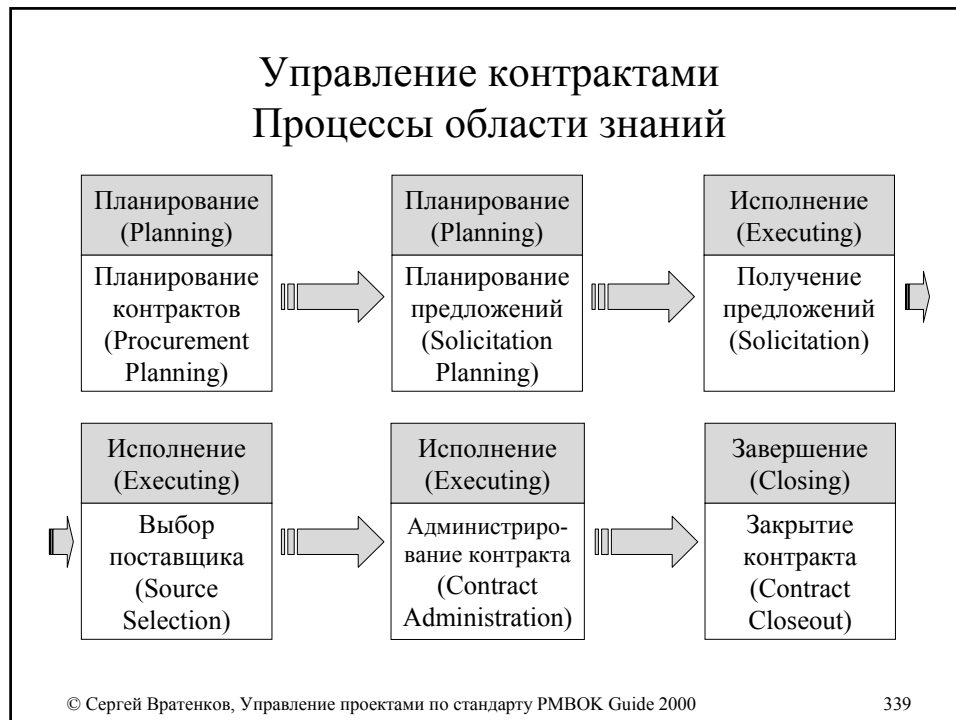 Управление контрактами
Процессы области знаний
Планирование
(Planning)
Планирование
контрактов
(Procurement
Planning)
Планирование
(Planning)
Планирование
предложений
(Solicitation
Planning)
Исполнение
(Executing)
Получение
предложений
(Solicitation)
Исполнение
(Executing)
Выбор
поставщика
(Source
Selection)
Исполнение
(Executing)
Администриро-
вание контракта
(Contract
Administration)
Завершение
(Closing)
Закрытие
контракта
(Contract
Closeout)
© Сергей Вратенков, Управление проектами по стандарту PMBOK Guide 2000 339